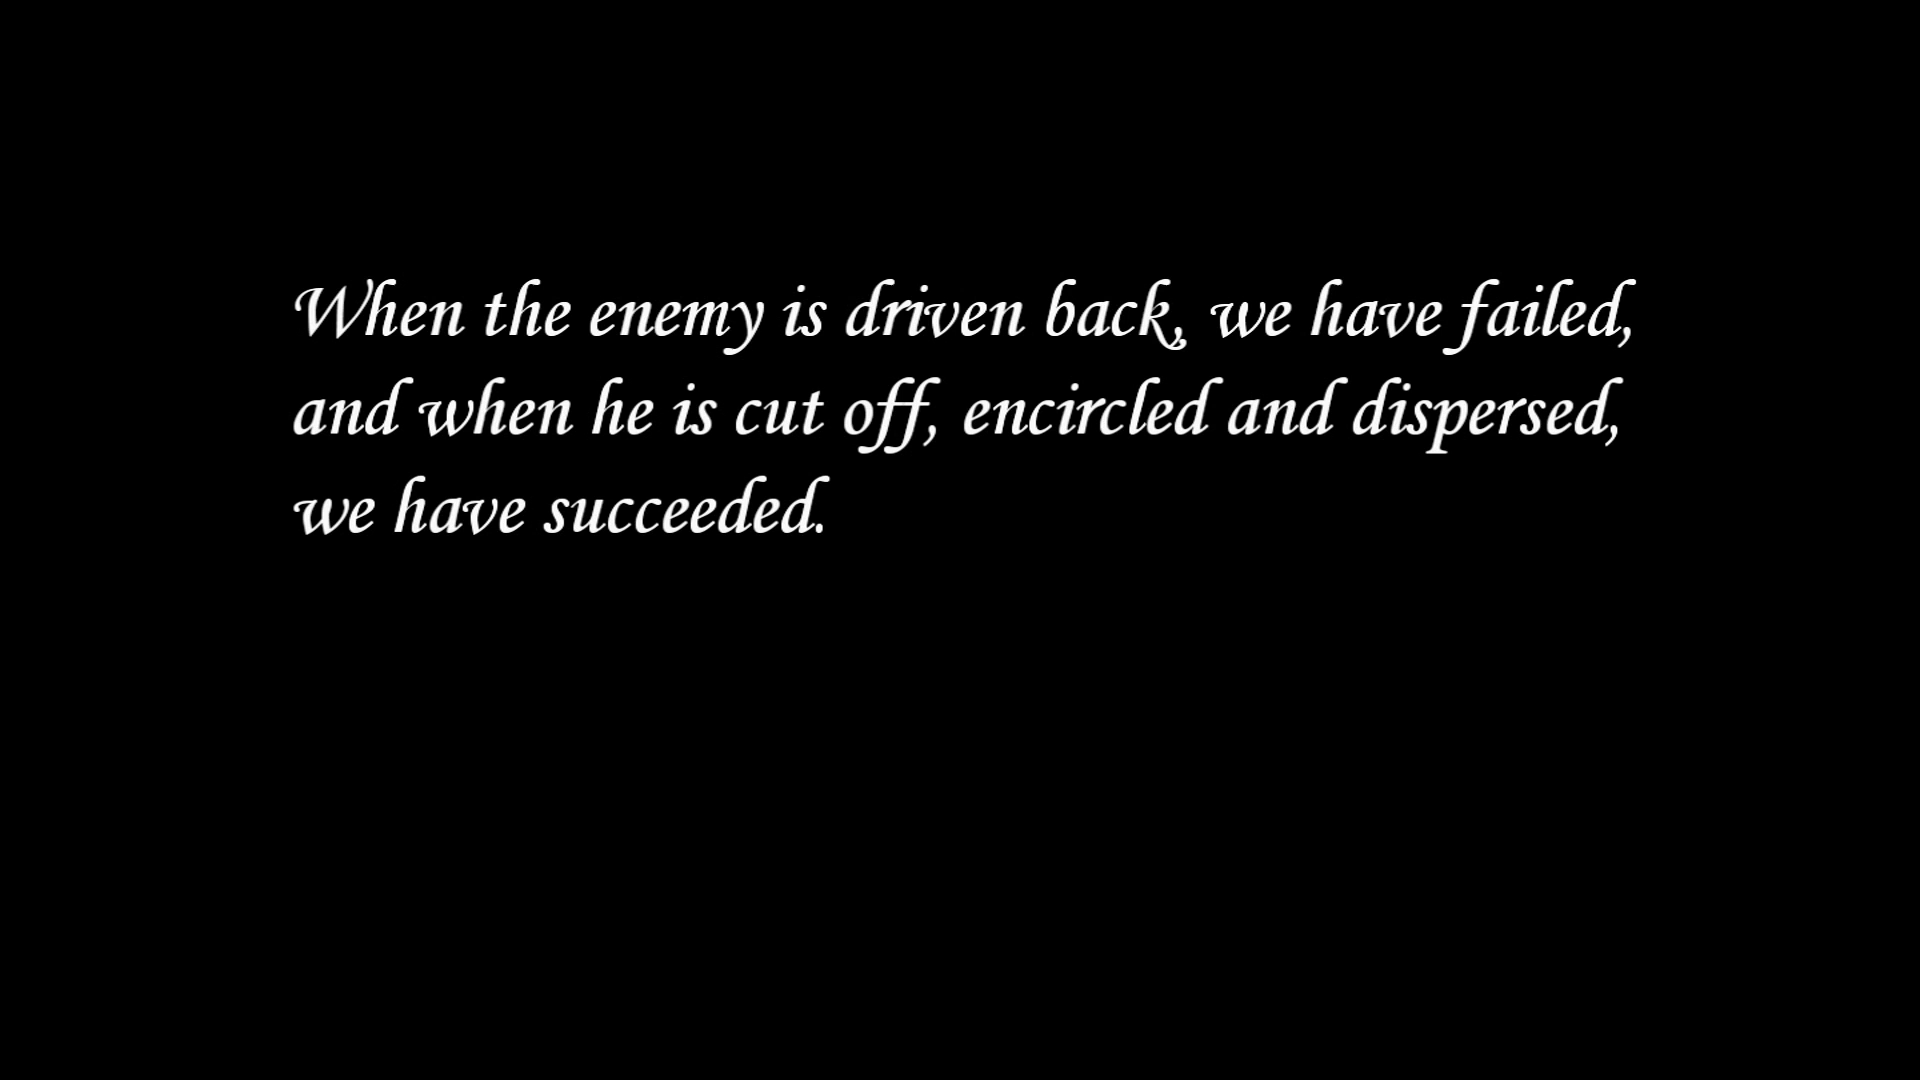 When the enemy is driven back, we have failed,
and when he is cut off, encircled and dispersed,
we have succeeded.